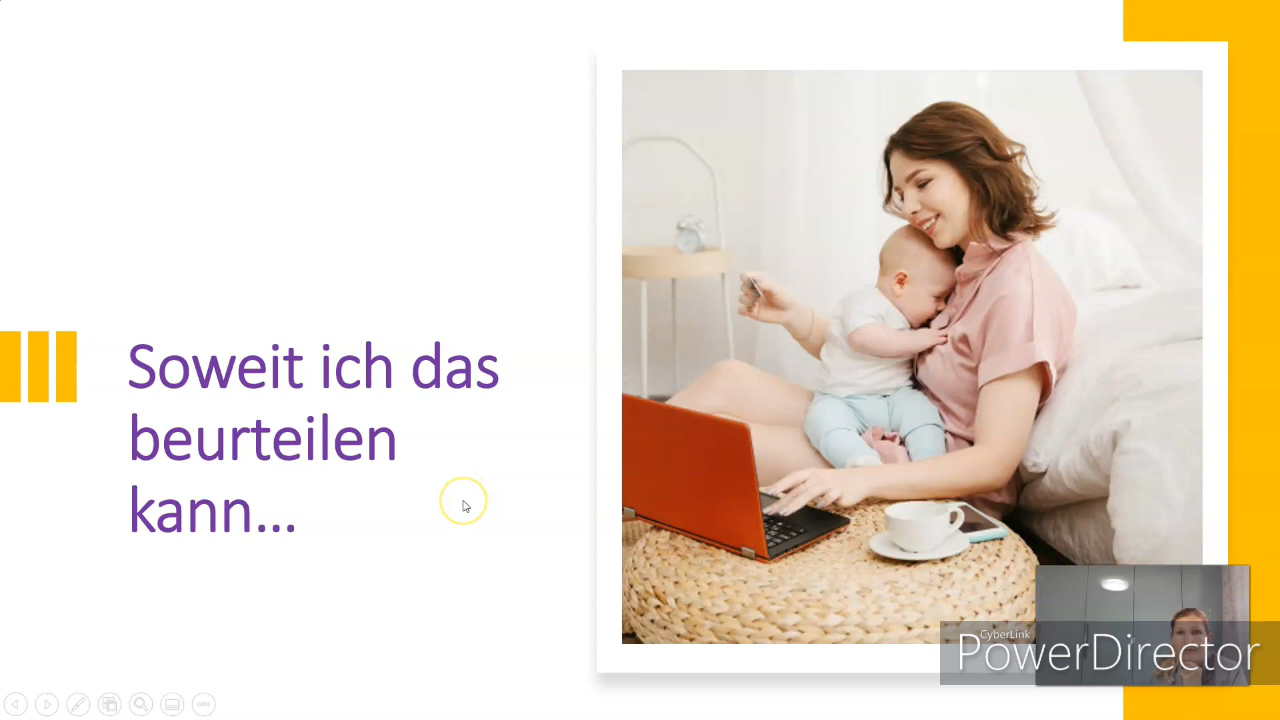 Soweit ich das
beurteilen
kann...
CyberLink
PowerDirector